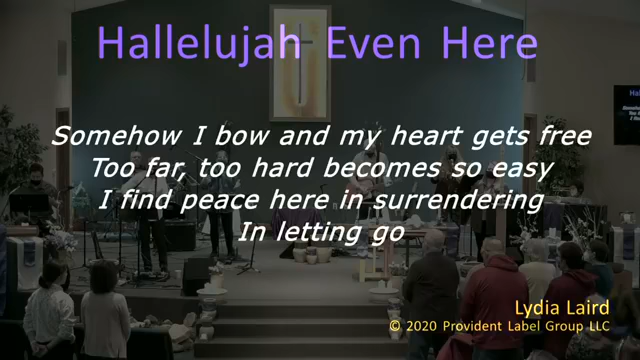 Hallelujah Even Here
Somehow I bow and my heart gets free
Too far, too hard becomes so easy
I find peace here in surrendering
In letting go
Lydia Laird
© 2020 Provident Label Group LLC